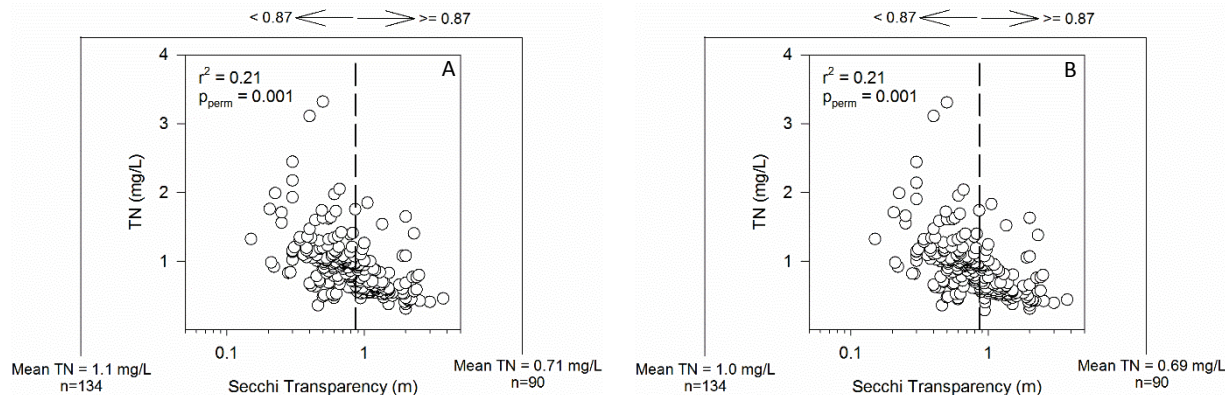 < 0.87 >= 0.87
4
A
r² = 0.21
p_perm = 0.001
3
TN (mg/L)
2
1
0.1 1
Mean TN = 1.1 mg/L
n=134
Secchi Transparency (m)
Mean TN = 0.71 mg/L
n=90
< 0.87 >= 0.87
4
B
r² = 0.21
p_perm = 0.001
3
TN (mg/L)
2
1
0.1 1
Mean TN = 1.0 mg/L
n=134
Secchi Transparency (m)
Mean TN = 0.69 mg/L
n=90